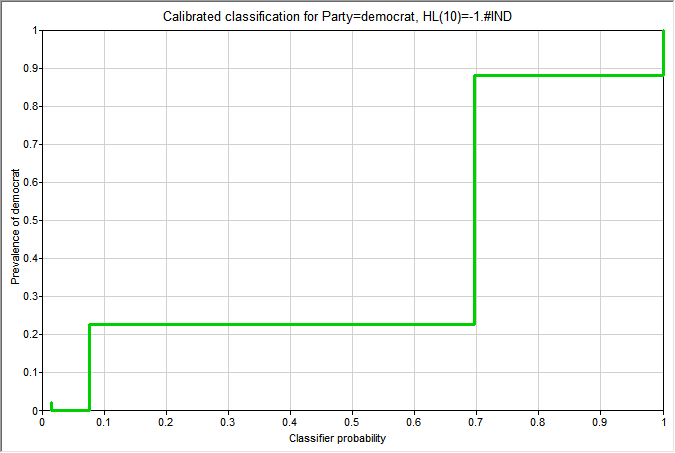 Calibrated classification for Party=democrat, HL(10)=-1.#IND
1
0.9
0.8
0.7
0.6
0.5
0.4
0.3
0.2
0.1
0
Prevalence of democrat
0 0.1 0.2 0.3 0.4 0.5 0.6 0.7 0.8 0.9 1
Classifier probability